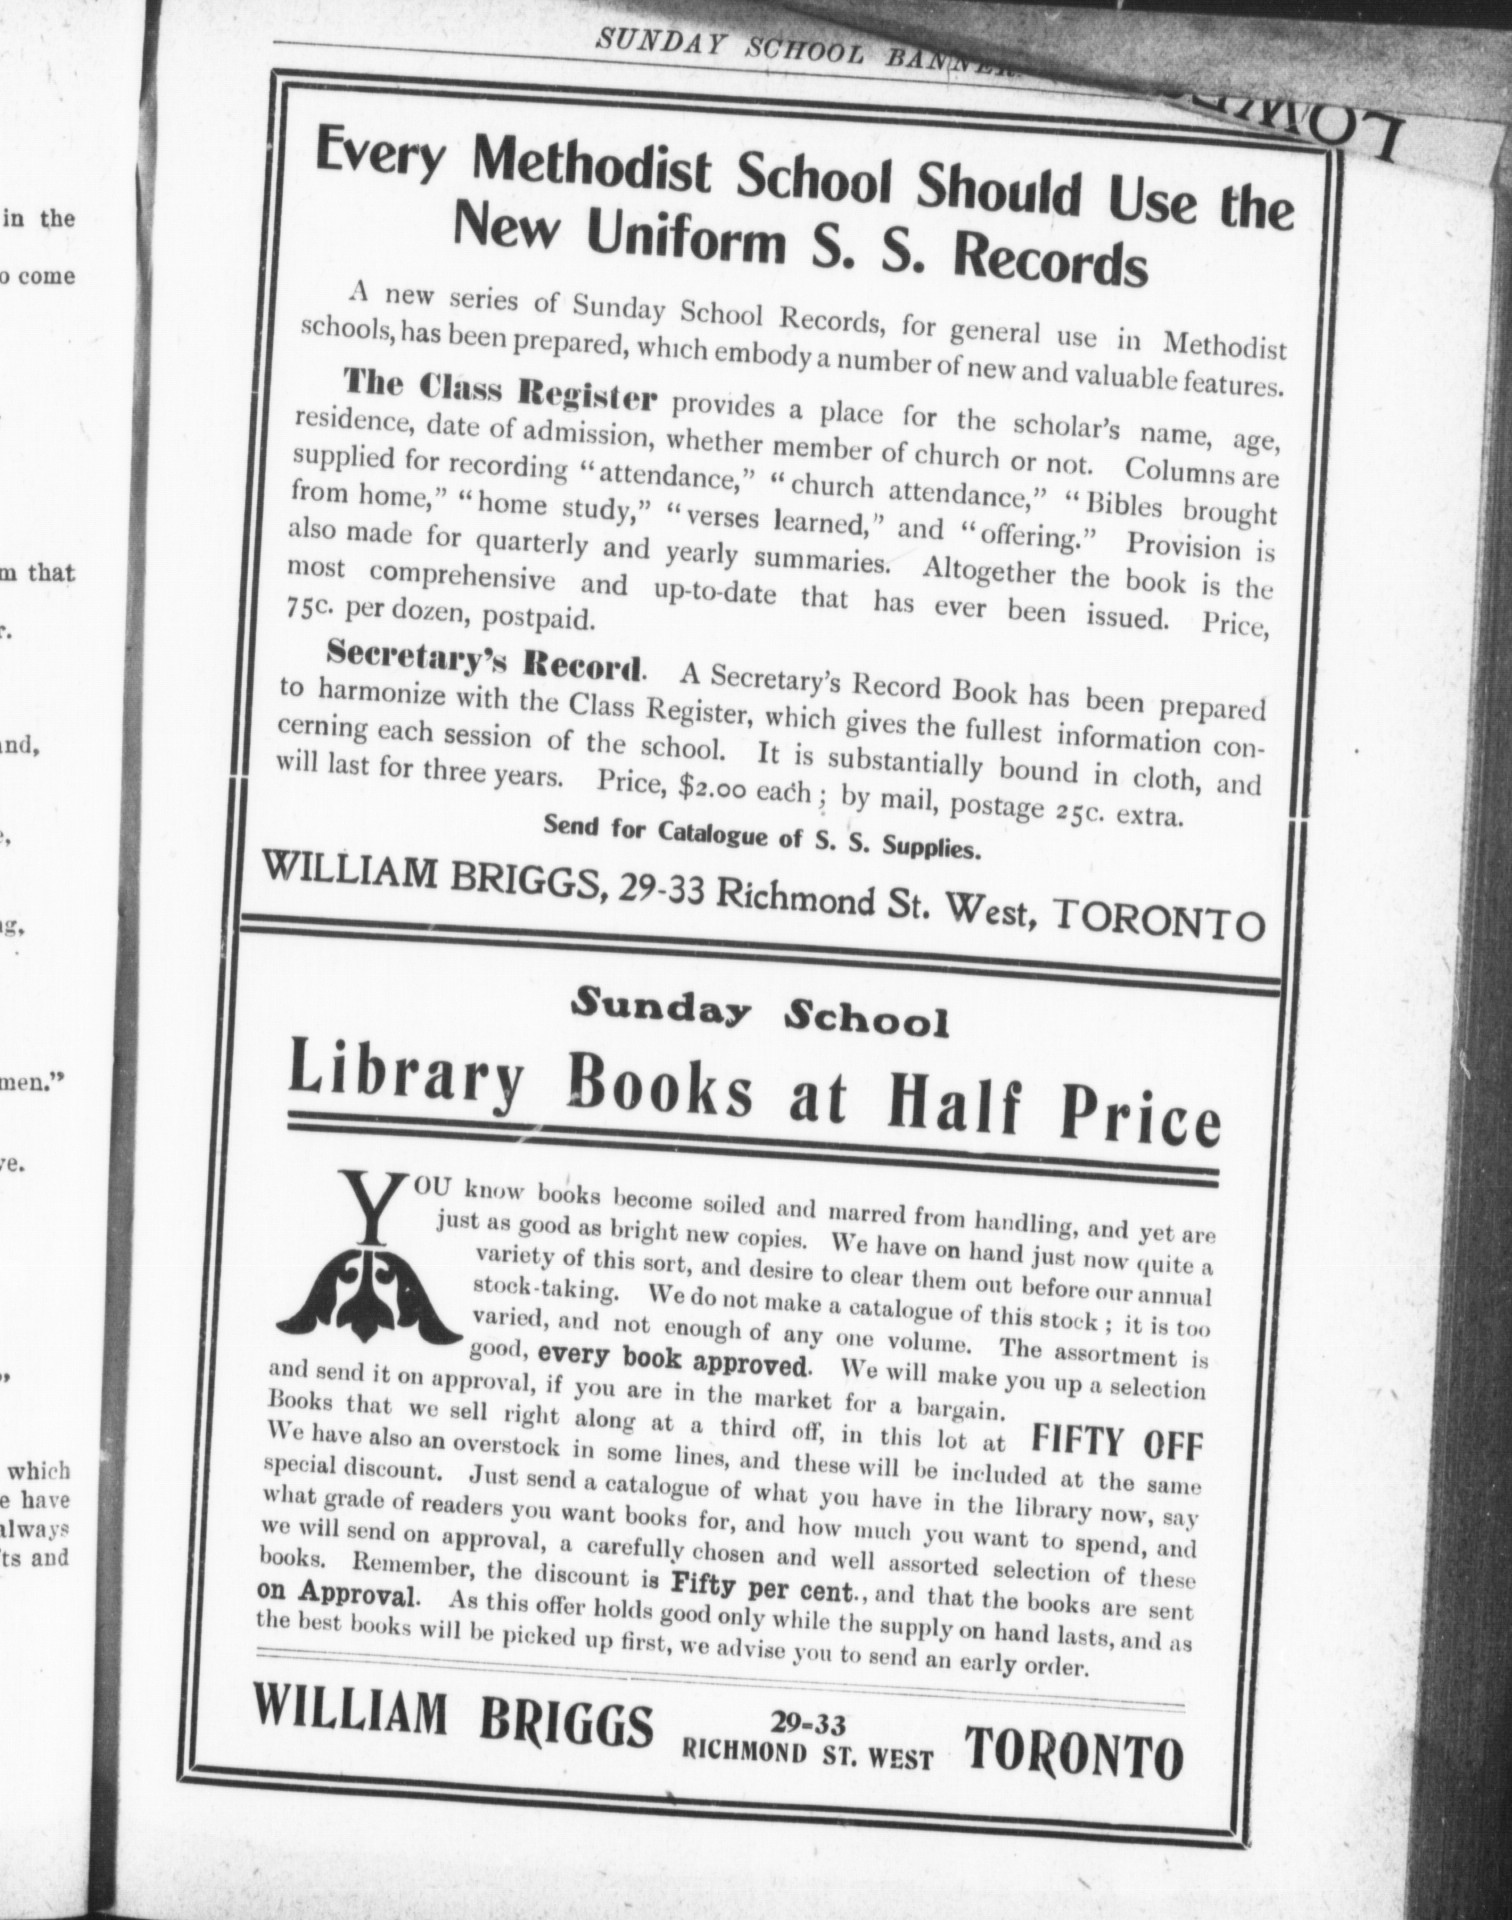 in the
o come
m that
r.
nd,
e,
g,
men."
ve.
"
which
e have
always
ts and
SUNDAY SCHOOL BANNER.
LOWE
Every Methodist School Should Use the
New Uniform S. S. Records
A new series of Sunday School Records, for general use in Methodist
schools, has been prepared, which embody a number of new and valuable features.
The Class Register provides a place for the scholar's name, age,
residence, date of admission, whether member of church or not. Columns are
supplied for recording "attendance," "church attendance," "Bibles brought
from home," "home study," "verses learned," and "offering." Provision is
also made for quarterly and yearly summaries. Altogether the book is the
most comprehensive and up-to-date that has ever been issued. Price,
75c. per dozen, postpaid.
Secretary's Record. A Secretary's Record Book has been prepared
to harmonize with the Class Register, which gives the fullest information con-
cerning each session of the school. It is substantially bound in cloth, and
will last for three years. Price, $2.00 each; by mail, postage 25c. extra.
Send for Catalogue of S. S. Supplies.
WILLIAM BRIGGS, 29-33 Richmond St. West, TORONTO
Sunday School
Library Books at Half Price
YOU know books become soiled and marred from handling, and yet are
just as good as bright new copies. We have on hand just now quite a
variety of this sort, and desire to clear them out before our annual
stock-taking. We do not make a catalogue of this stock; it is too
varied, and not enough of any one volume. The assortment is
good, every book approved. We will make you up a selection
and send it on approval, if you are in the market for a bargain.
Books that we sell right along at a third off, in this lot at FIFTY OFF
We have also an overstock in some lines, and these will be included at the same
special discount. Just send a catalogue of what you have in the library now, say
what grade of readers you want books for, and how much you want to spend, and
we will send on approval, a carefully chosen and well assorted selection of these
books. Remember, the discount is Fifty per cent., and that the books are sent
on Approval. As this offer holds good only while the supply on hand lasts, and as
the best books will be picked up first, we advise you to send an early order.
WILLIAM BRIGGS 29-33 RICHMOND ST. WEST TORONTO